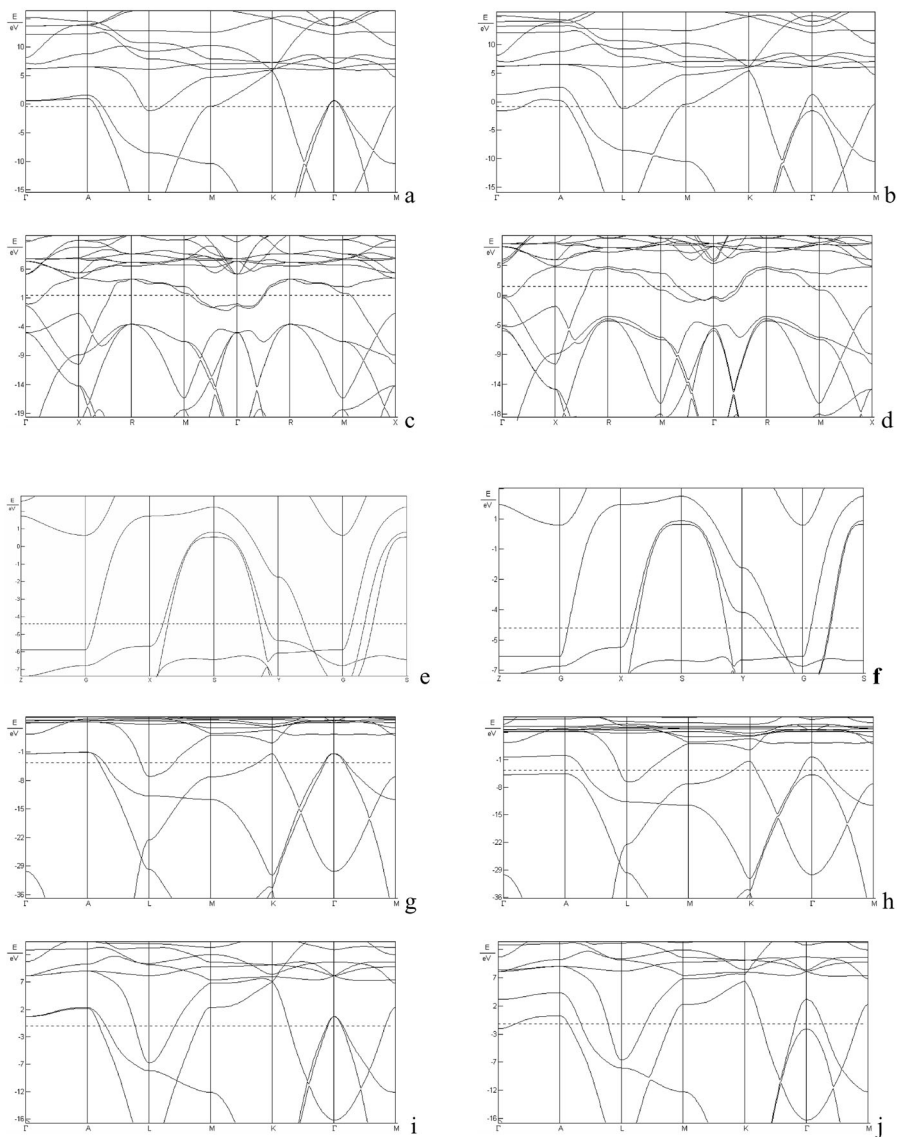 E
eV
10
5
0
-5
-10
-15
Γ A L M K Γ M a
E
eV
10
5
0
-5
-10
-15
Γ A L M K Γ M b
E
eV
6
1
-4
-9
-14
-19
Γ X R M Γ R M X c
E
eV
5
0
-5
-9
-14
-18
Γ X R M Γ R M X d
E
eV
2
1
0
-1
-2
-4
-6
-7
Z G X S Y G S e
E
eV
1
-1
-2
-4
-5
-7
Z G X S Y G S f
E
eV
-1
-8
-15
-22
-29
-36
Γ A L M K Γ M g
E
eV
-1
-8
-15
-22
-29
-36
Γ A L M K Γ M h
E
eV
7
2
-3
-7
-12
-16
Γ A L M K Γ M i
E
eV
7
2
-3
-7
-12
-16
Γ A L M K Γ M j